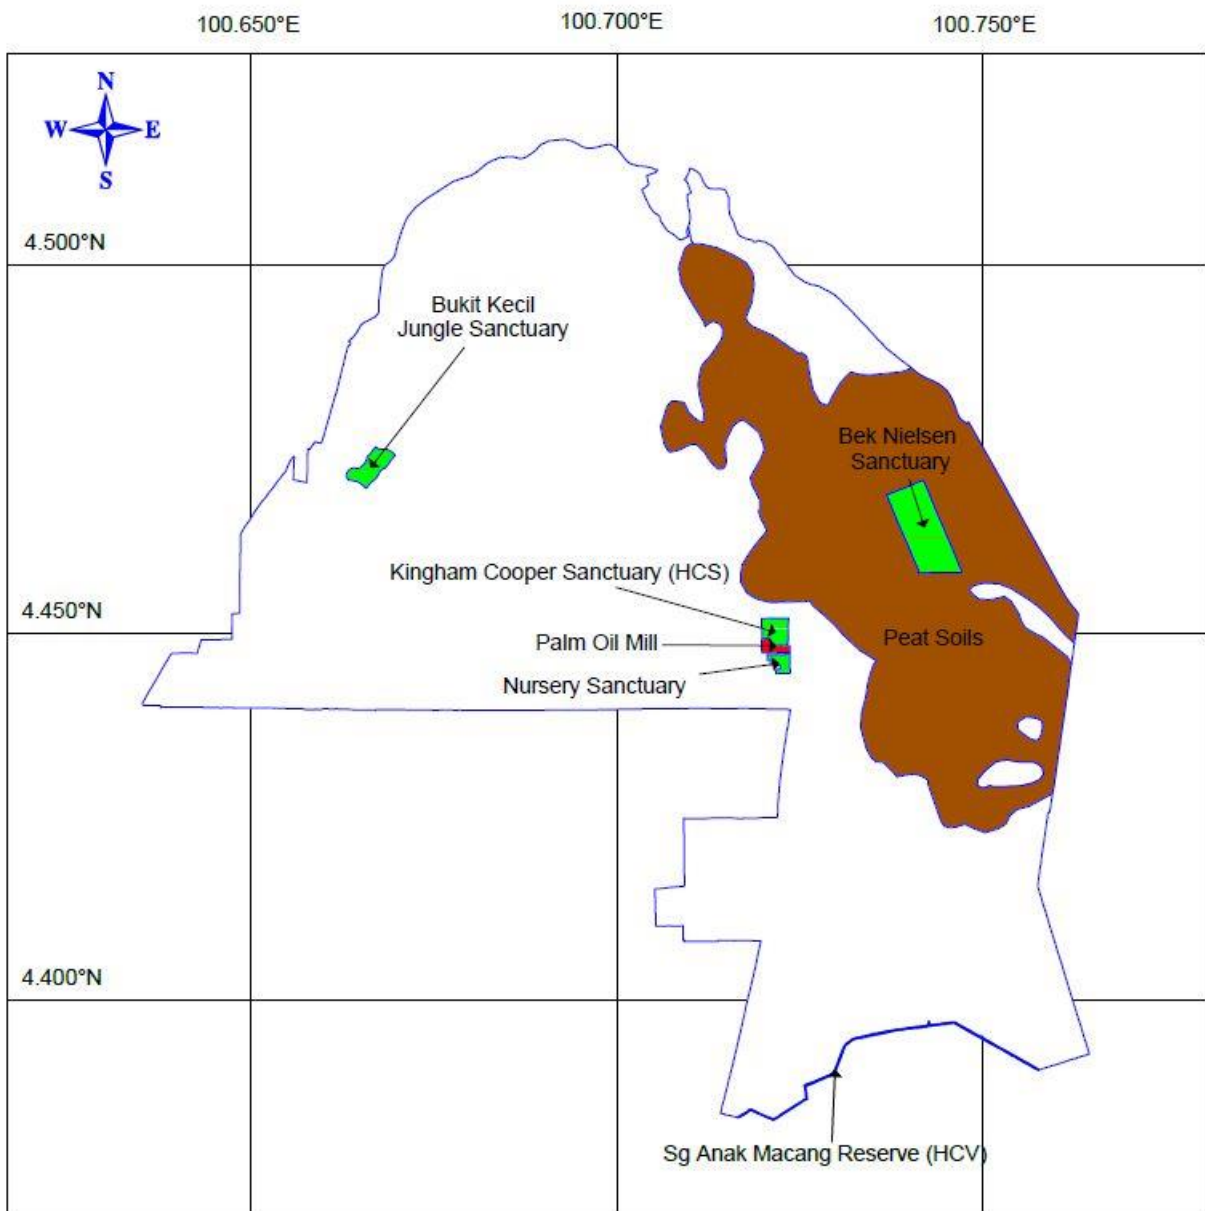 100.650°E
100.700°E
100.750°E
N
W
E
S
4.500°N
Bukit Kecil
Jungle Sanctuary
Bek Nielsen
Sanctuary
Kingham Cooper Sanctuary (HCS)
4.450°N
Palm Oil Mill
Peat Soils
Nursery Sanctuary
4.400°N
Sg Anak Macang Reserve (HCV)